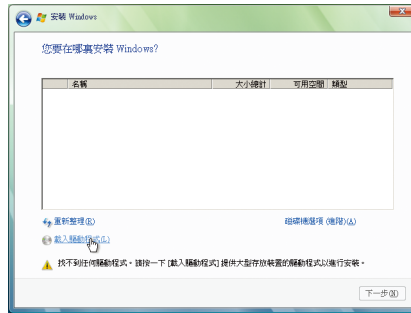 安裝 Windows
您要在哪裏安裝 Windows?
名稱 大小總計 可用空間 類型
重新整理(R) 磁碟機選項 (進階)(A)
載入驅動程式(L)
找不到任何驅動程式。請按一下 [載入驅動程式] 提供大型存放裝置的驅動程式以進行安裝。
下一步(N)